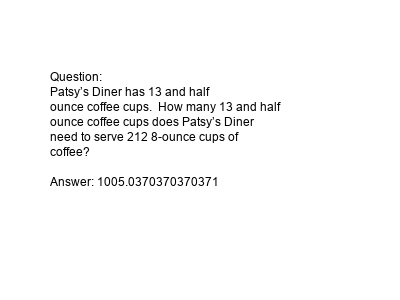 Question:
Patsy’s Diner has 13 and half
ounce coffee cups.  How many 13 and half
ounce coffee cups does Patsy’s Diner
need to serve 212 8-ounce cups of
coffee?
Answer: 1005.0370370370371